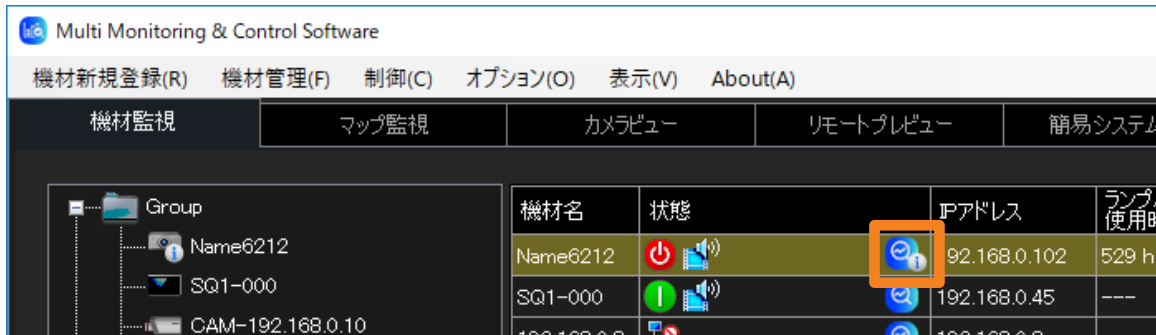 Multi Monitoring & Control Software
機材新規登録(R) 機材管理(F) 制御(C) オプション(O) 表示(V) About(A)
機材監視 マップ監視 カメラビュー リモートプレビュー 簡易システム
Group
Name6212
SQ1-000
CAM-192.168.0.10
機材名 状態 IPアドレス ランプ
使用時
Name6212 192.168.0.102 529 h
SQ1-000 192.168.0.45 ---